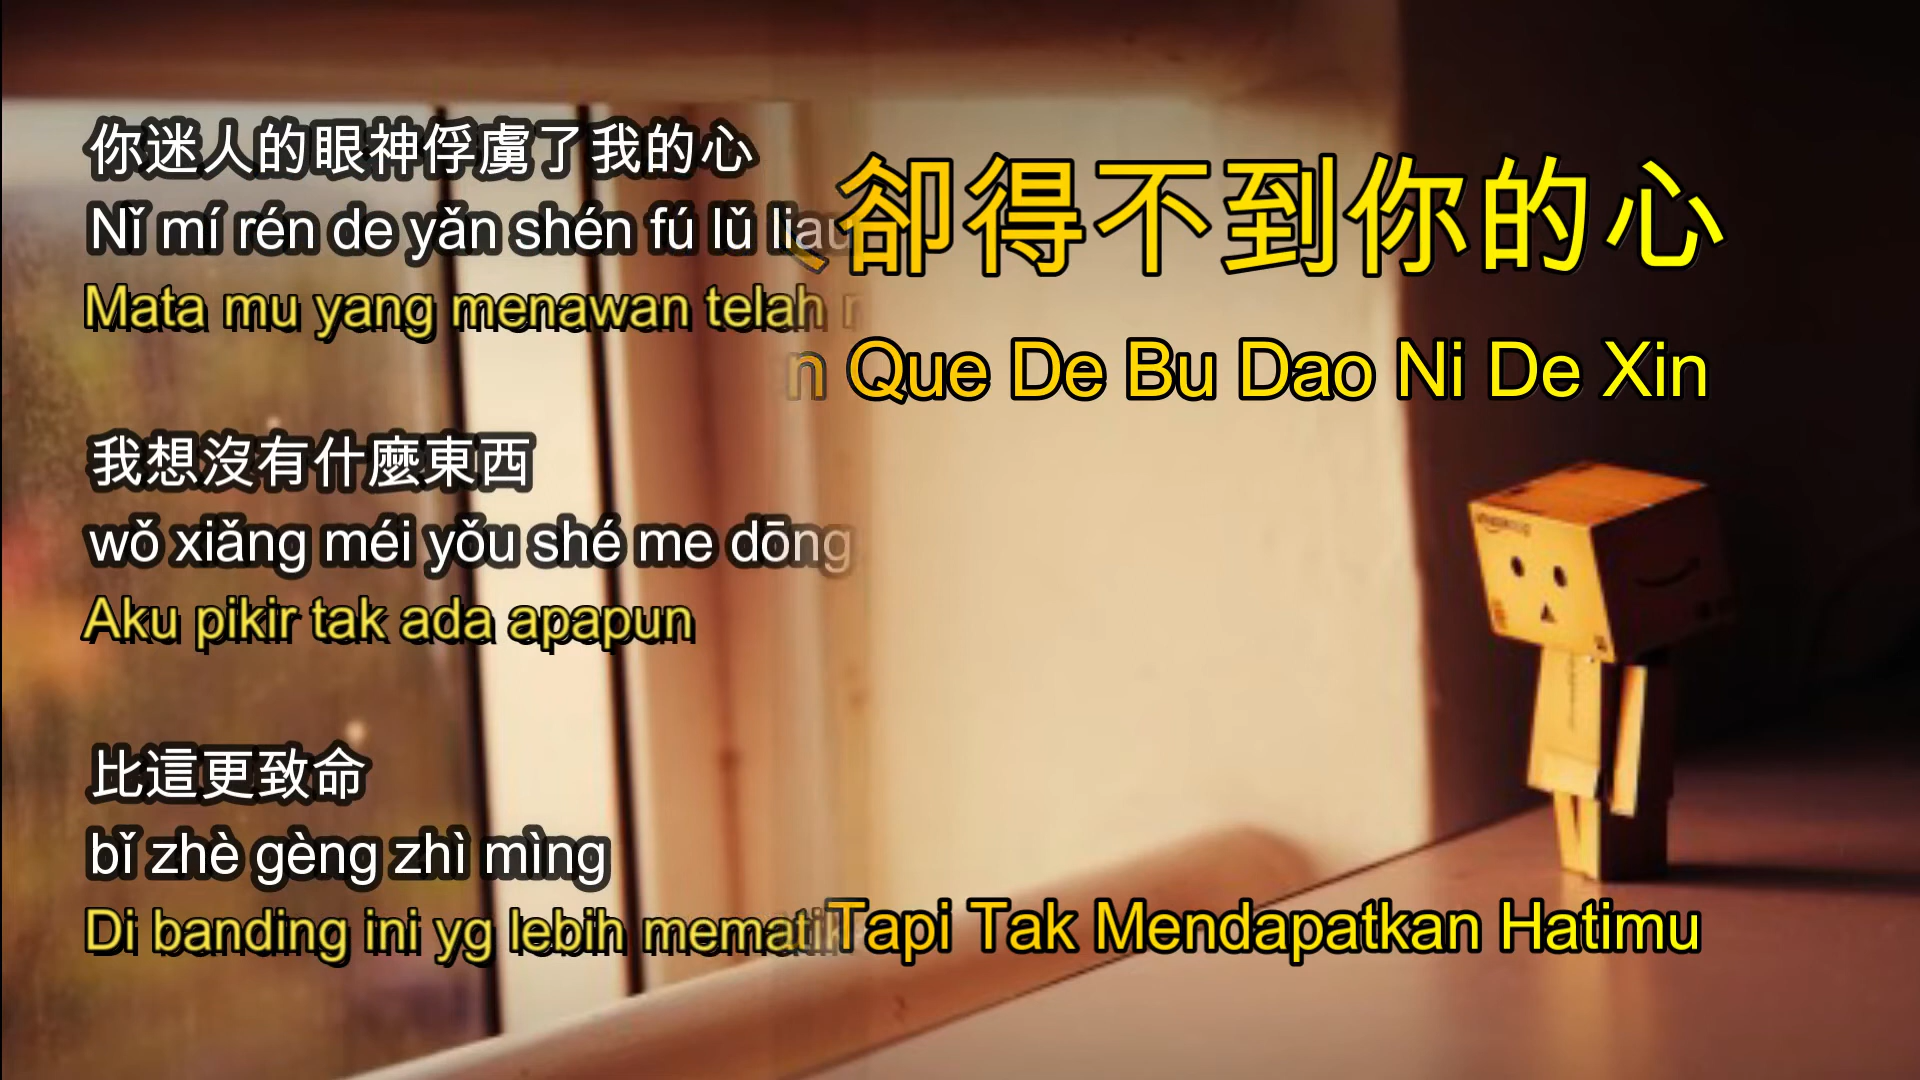 你迷人的眼神俘虜了我的心
Nǐ mí rén de yǎn shén fú lǔ liau
Mata mu yang menawan telah
我想沒有什麼東西
wǒ xiǎng méi yǒu shé me dōng
Aku pikir tak ada apapun
比這更致命
bǐ zhè gèng zhì mìng
Di banding ini yg lebih mematik
卻得不到你的心
n Que De Bu Dao Ni De Xin
Tapi Tak Mendapatkan Hatimu